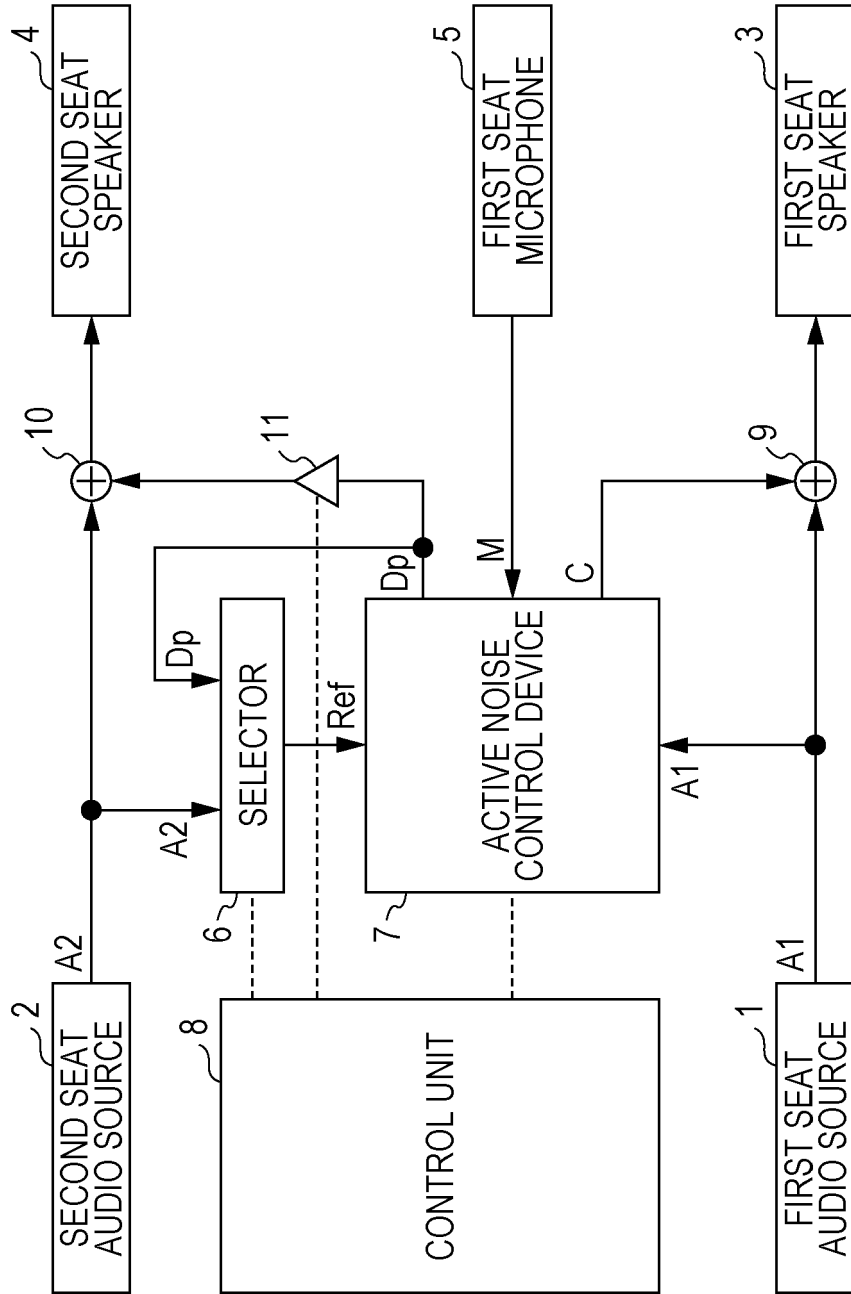 2
SECOND SEAT
AUDIO SOURCE
A2
10
4
SECOND SEAT
SPEAKER
A2
Dp
6
SELECTOR
11
8
CONTROL UNIT
Ref
Dp
7
ACTIVE NOISE
CONTROL DEVICE
M
5
FIRST SEAT
MICROPHONE
C
A1
9
1
FIRST SEAT
AUDIO SOURCE
A1
3
FIRST SEAT
SPEAKER